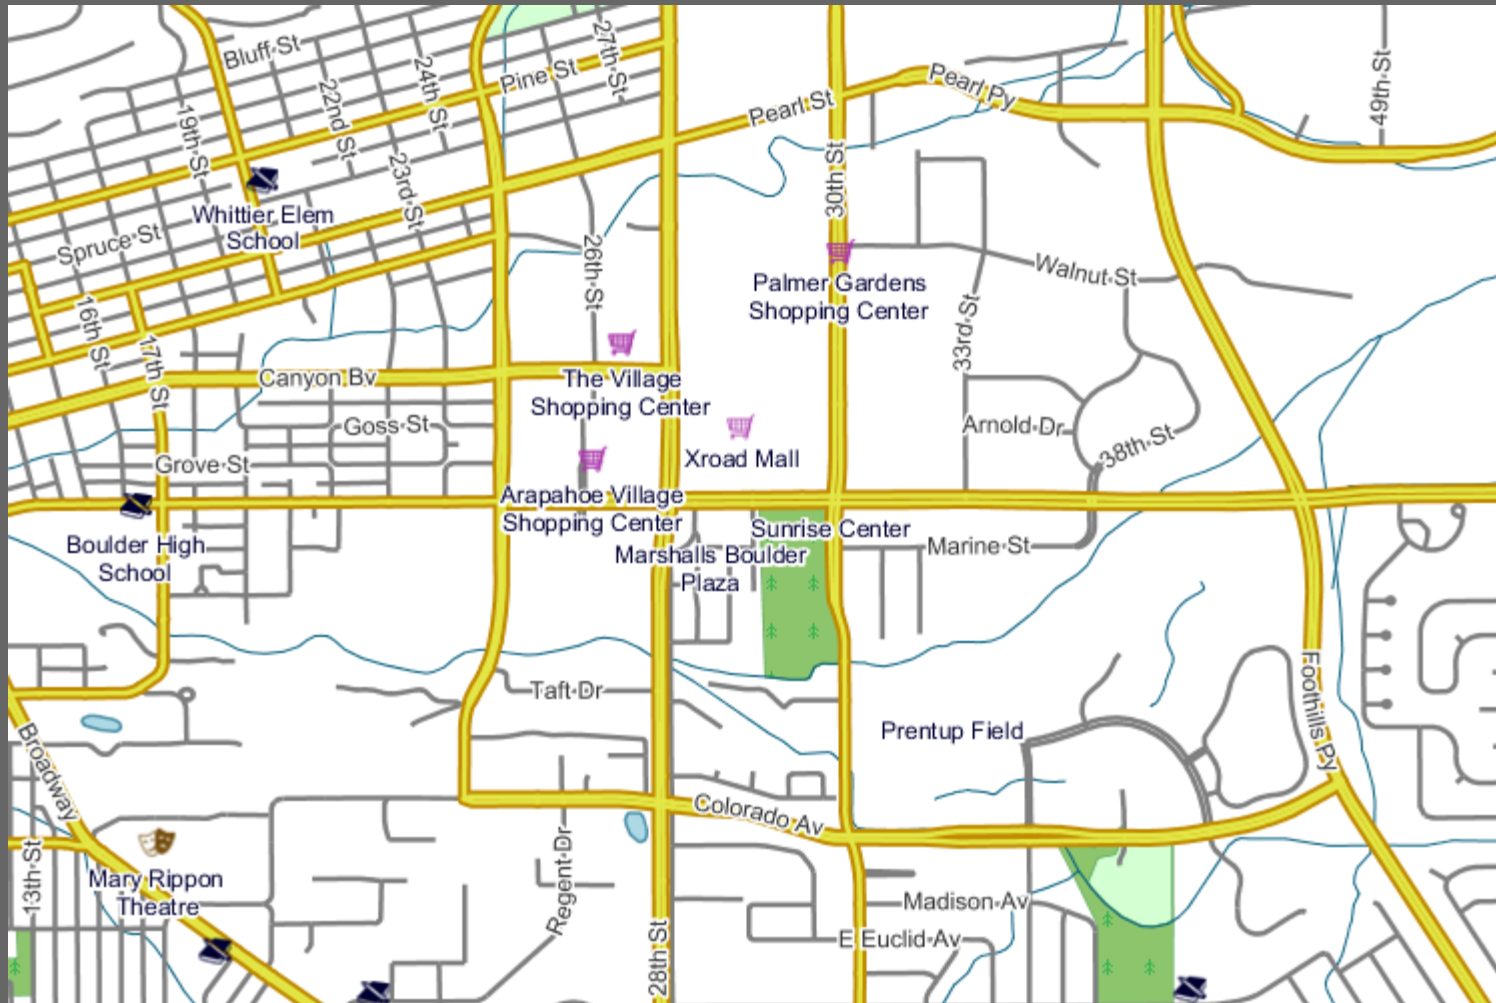 Bluff St
27th St
24th St
Pine St
Pearl Py
49th St
22nd St
Pearl St
19th St
23rd St
30th St
Whittier Elem
School
Spruce St
26th St
Walnut St
Palmer Gardens
Shopping Center
16th St
33rd St
17th St
Canyon Bv
The Village
Shopping Center
Goss St
Arnold Dr
38th St
Grove St
Xroad Mall
Arapahoe Village
Shopping Center
Sunrise Center
Boulder High
School
Marshalls Boulder
Plaza
Marine St
Taft Dr
Foothills Py
Prentup Field
Broadway
Colorado Av
13th St
Mary Rippon
Theatre
Regent Dr
Madison Av
E Euclid Av
28th St